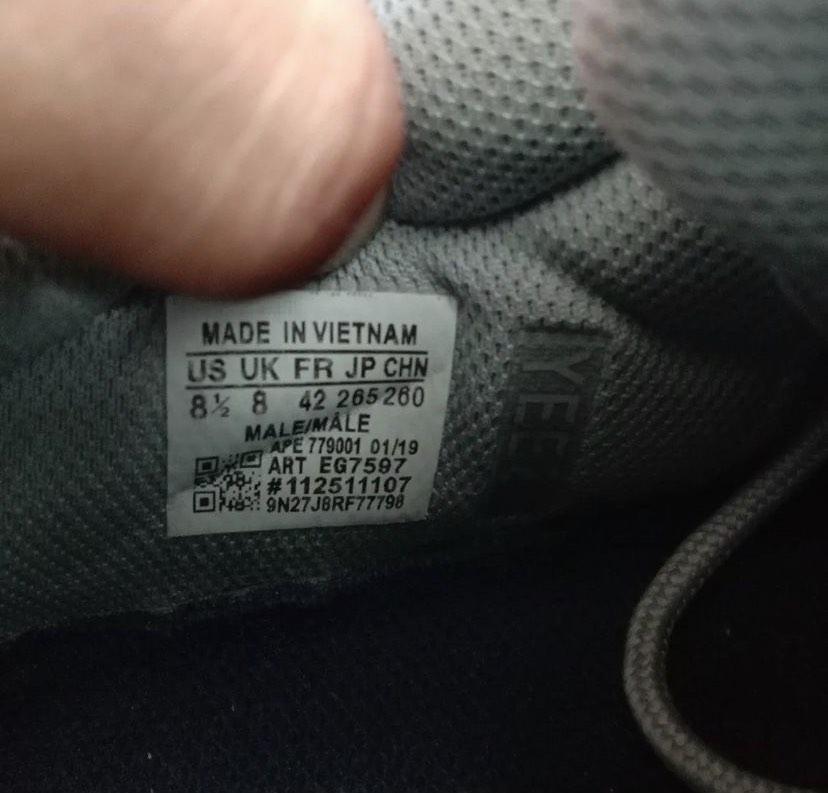 MADE IN VIETNAM
US UK FR JP CHN
8½ 8 42 265 260
MALE/MÂLE
APE 779001 01/19
ART EG7597
#112511107
9N27J8RF77798